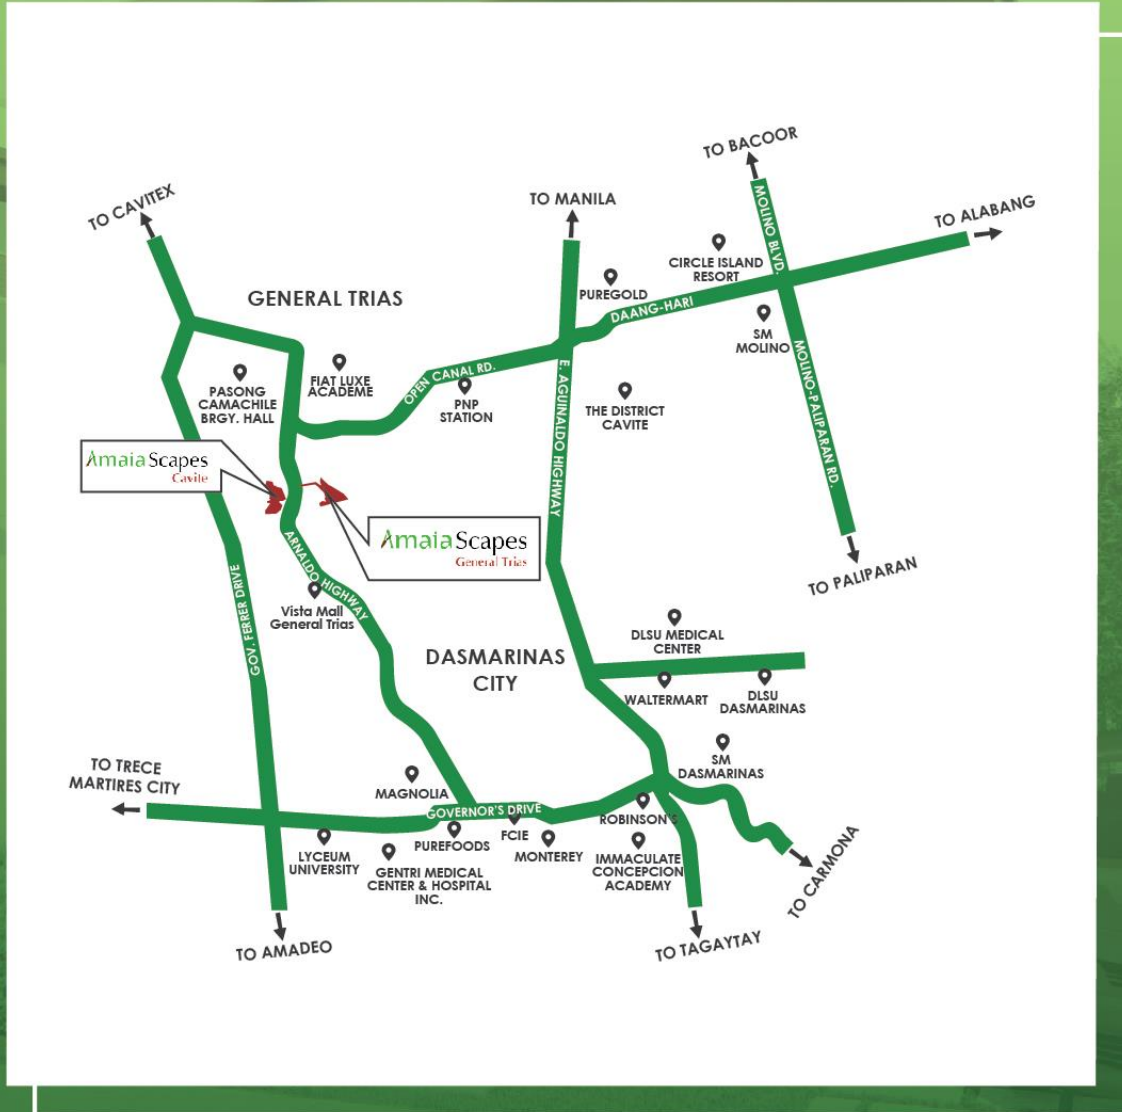 TO BACOOR
TO CAVITEX
TO MANILA
MOLINO BLVD.
TO ALABANG
CIRCLE ISLAND
RESORT
GENERAL TRIAS
PUREGOLD
DAANG-HARI
SM
MOLINO
FIAT LUXE
ACADEME
PASONG
CAMACHILE
BRGY. HALL
OPEN CANAL RD.
PNP
STATION
E. AGUINALDO HIGHWAY
THE DISTRICT
CAVITE
MOLINO-PALIPARAN RD.
AmaiaScapes
Cavite
AmaiaScapes
General Trias
ARNALDO HIGHWAY
TO PALIPARAN
GOV. FERRER DRIVE
Vista Mall
General Trias
DLSU MEDICAL
CENTER
DASMARINAS
CITY
WALTERMART
DLSU
DASMARINAS
SM
DASMARINAS
TO TRECE
MARTIRES CITY
MAGNOLIA
GOVERNOR'S DRIVE
ROBINSON'S
PUREFOODS
FCIE
MONTEREY
LYCEUM
UNIVERSITY
GENTRI MEDICAL
CENTER & HOSPITAL
INC.
IMMACULATE
CONCEPCION
ACADEMY
TO CARMONA
TO AMADEO
TO TAGAYTAY